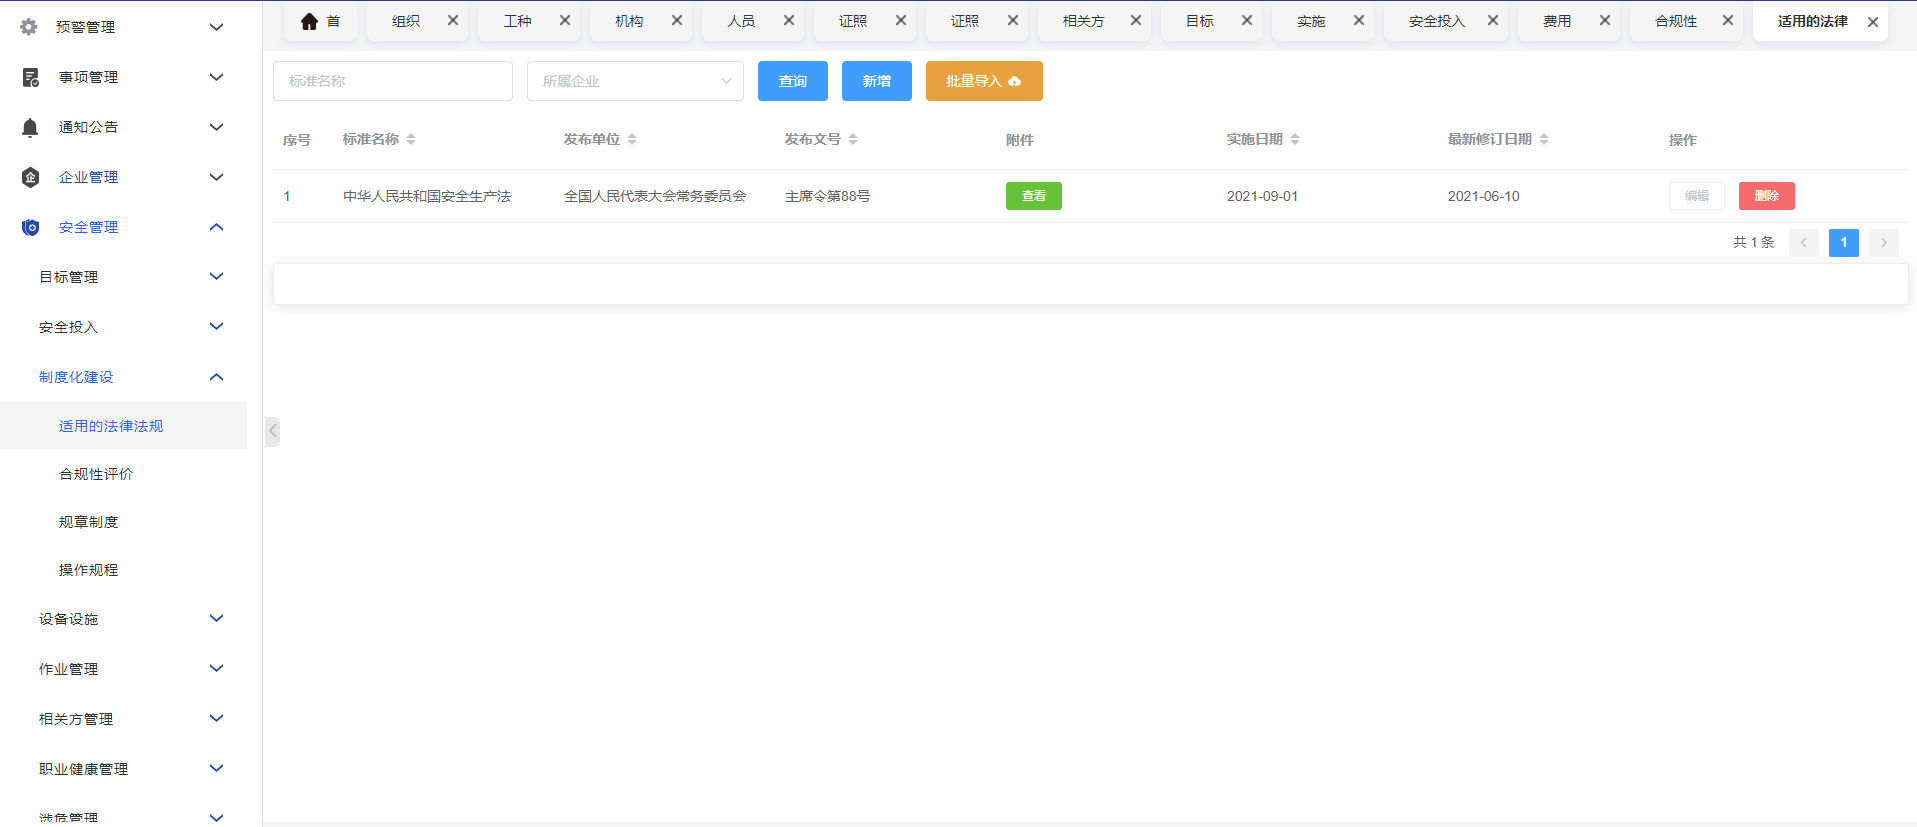 首 组织 工种 机构 人员 证照 证照 相关方 目标 实施 安全投入 费用 合规性 适用的法律
预警管理
事项管理
通知公告
企业管理
安全管理
目标管理
安全投入
制度化建设
适用的法律法规
合规性评价
规章制度
操作规程
设备设施
作业管理
相关方管理
职业健康管理
涉危管理
标准名称 所属企业 查询 新增 批量导入
序号 标准名称 发布单位 发布文号 附件 实施日期 最新修订日期 操作
1 中华人民共和国安全生产法 全国人民代表大会常务委员会 主席令第88号 查看 2021-09-01 2021-06-10 编辑 删除
共 1 条 1